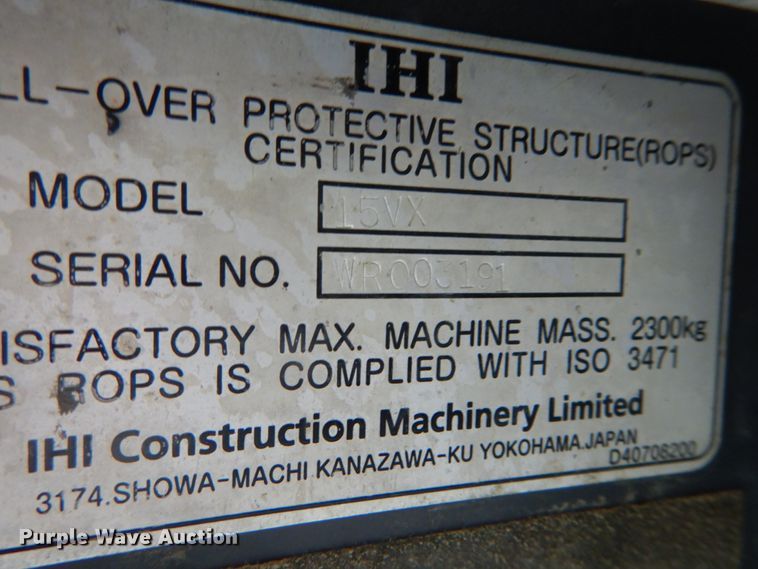 IHI
LL-OVER PROTECTIVE STRUCTURE(ROPS)
CERTIFICATION
MODEL 15VX
SERIAL NO. WR003191
ISFACTORY MAX. MACHINE MASS. 2300kg
S ROPS IS COMPLIED WITH ISO 3471
IHI Construction Machinery Limited
3174.SHOWA-MACHI KANAZAWA-KU YOKOHAMA.JAPAN
D40706200
Purple Wave Auction